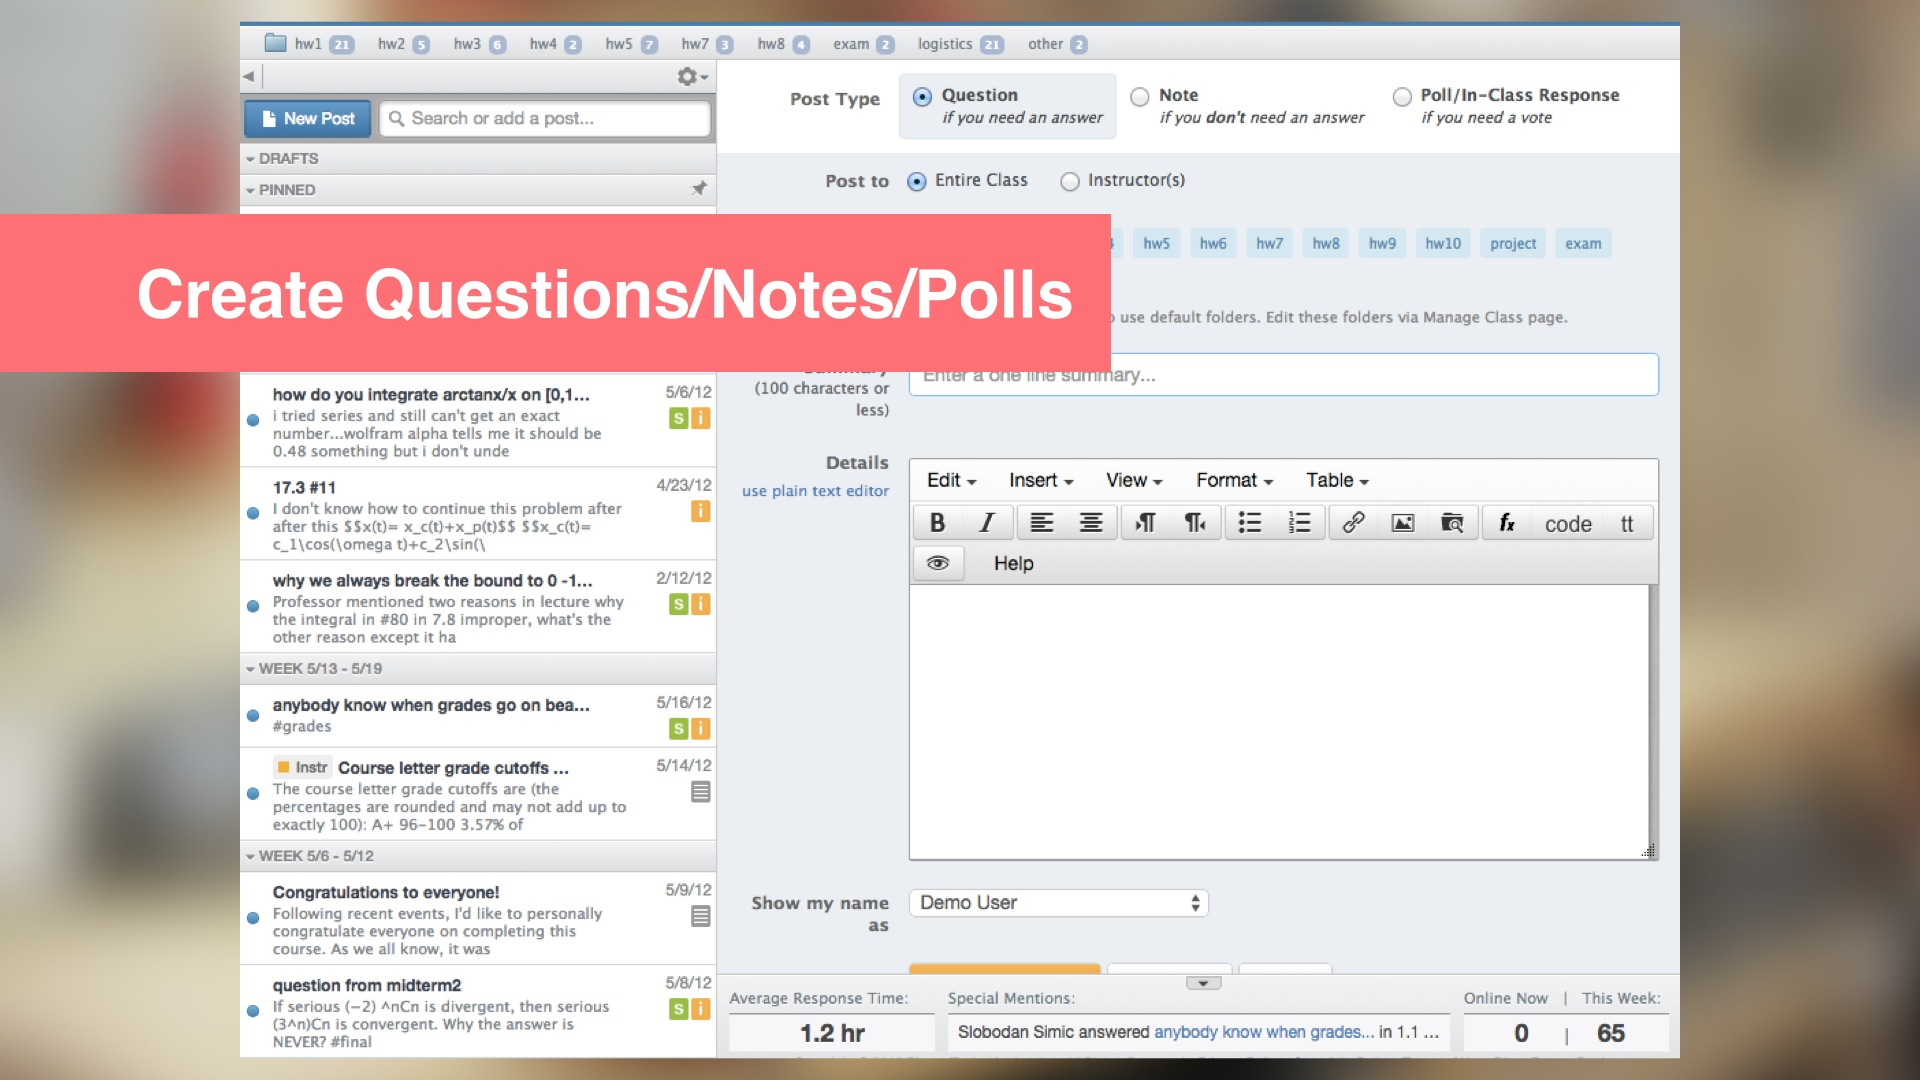 hw1 21 hw2 5 hw3 6 hw4 2 hw5 7 hw7 3 hw8 4 exam 2 logistics 21 other 2
New Post
Search or add a post...
DRAFTS
PINNED
Create Questions/Notes/Polls
how do you integrate arctanx/x on [0,1... 5/6/12
i tried series and still can't get an exact
number...wolfram alpha tells me it should be
0.48 something but i don't unde
S i
17.3 #11 4/23/12
I don't know how to continue this problem after
after this $$x(t)= x_c(t)+x_p(t)$$ $$x_c(t)=
c_1\cos(\omega t)+c_2\sin(\
i
why we always break the bound to 0 -1... 2/12/12
Professor mentioned two reasons in lecture why
the integral in #80 in 7.8 improper, what's the
other reason except it ha
S i
WEEK 5/13 - 5/19
anybody know when grades go on bea... 5/16/12
#grades
S i
Instr Course letter grade cutoffs ... 5/14/12
The course letter grade cutoffs are (the
percentages are rounded and may not add up to
exactly 100): A+ 96-100 3.57% of
WEEK 5/6 - 5/12
Congratulations to everyone! 5/9/12
Following recent events, I'd like to personally
congratulate everyone on completing this
course. As we all know, it was
question from midterm2 5/8/12
If serious (-2) ^nCn is divergent, then serious
(3^n)Cn is convergent. Why the answer is
NEVER? #final
S i
Post Type
Question
if you need an answer
Note
if you don't need an answer
Poll/In-Class Response
if you need a vote
Post to Entire Class Instructor(s)
hw5 hw6 hw7 hw8 hw9 hw10 project exam
use default folders. Edit these folders via Manage Class page.
(100 characters or
less)
Enter a one line summary...
Details
use plain text editor
Edit Insert View Format Table
B I fx code tt
Help
Show my name
as
Demo User
Average Response Time:
1.2 hr
Special Mentions:
Slobodan Simic answered anybody know when grades... in 1.1 ...
Online Now | This Week:
0 | 65